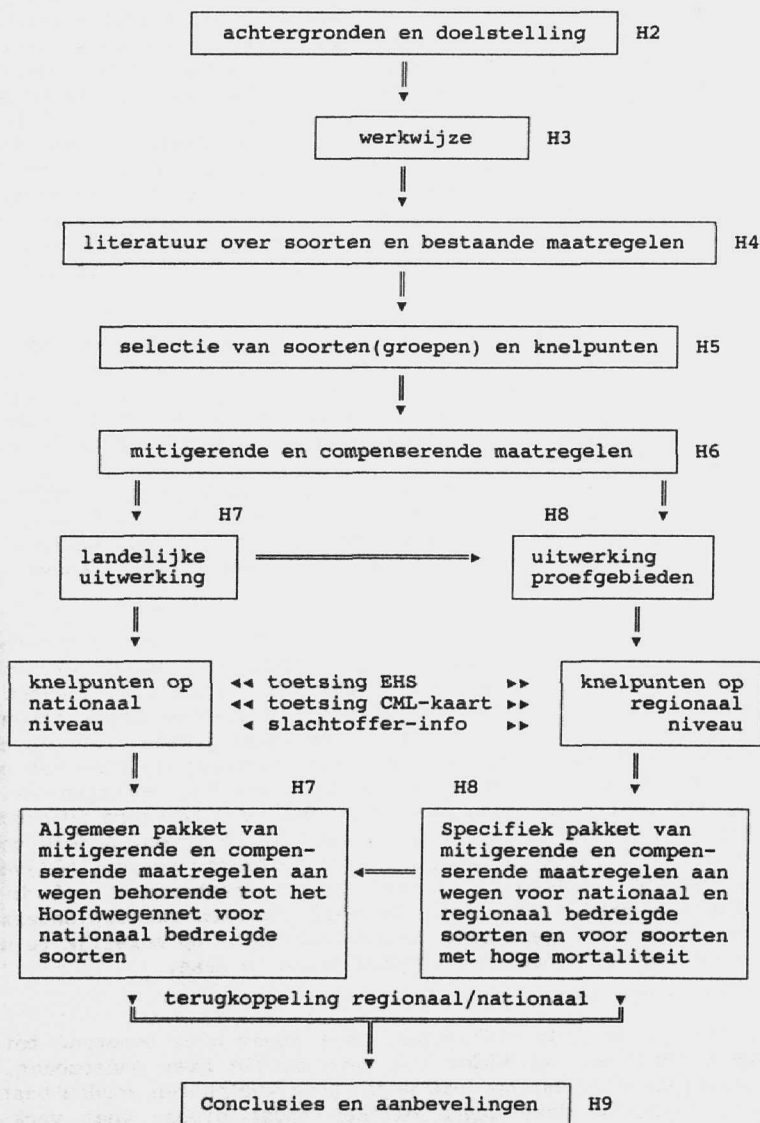 achtergronden en doelstelling H2
werkwijze H3
literatuur over soorten en bestaande maatregelen H4
selectie van soorten(groepen) en knelpunten H5
mitigerende en compenserende maatregelen H6
H7 H8
landelijke
uitwerking
uitwerking
proefgebieden
knelpunten op
nationaal
niveau
◄◄ toetsing EHS ►►
◄◄ toetsing CML-kaart ►►
◄ slachtoffer-info ►►
knelpunten op
regionaal
niveau
H7 H8
Algemeen pakket van
mitigerende en compen-
serende maatregelen aan
wegen behorende tot het
Hoofdwegennet voor
nationaal bedreigde
soorten
Specifiek pakket van
mitigerende en compen-
serende maatregelen aan
wegen voor nationaal en
regionaal bedreigde
soorten en voor soorten
met hoge mortaliteit
terugkoppeling regionaal/nationaal
Conclusies en aanbevelingen H9